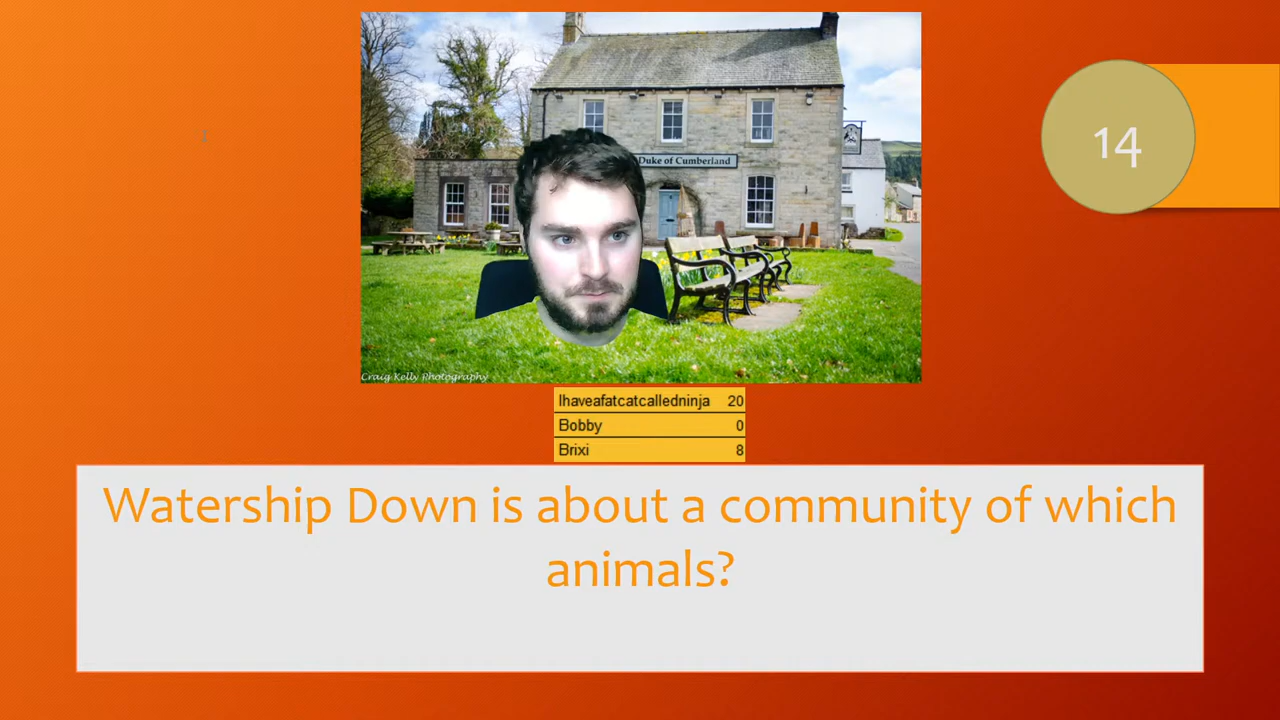 14
Duke of Cumberland
Craig Kelly Photography
Ihaveafatcatcalledninja 20
Bobby 0
Brixi 8
Watership Down is about a community of which
animals?